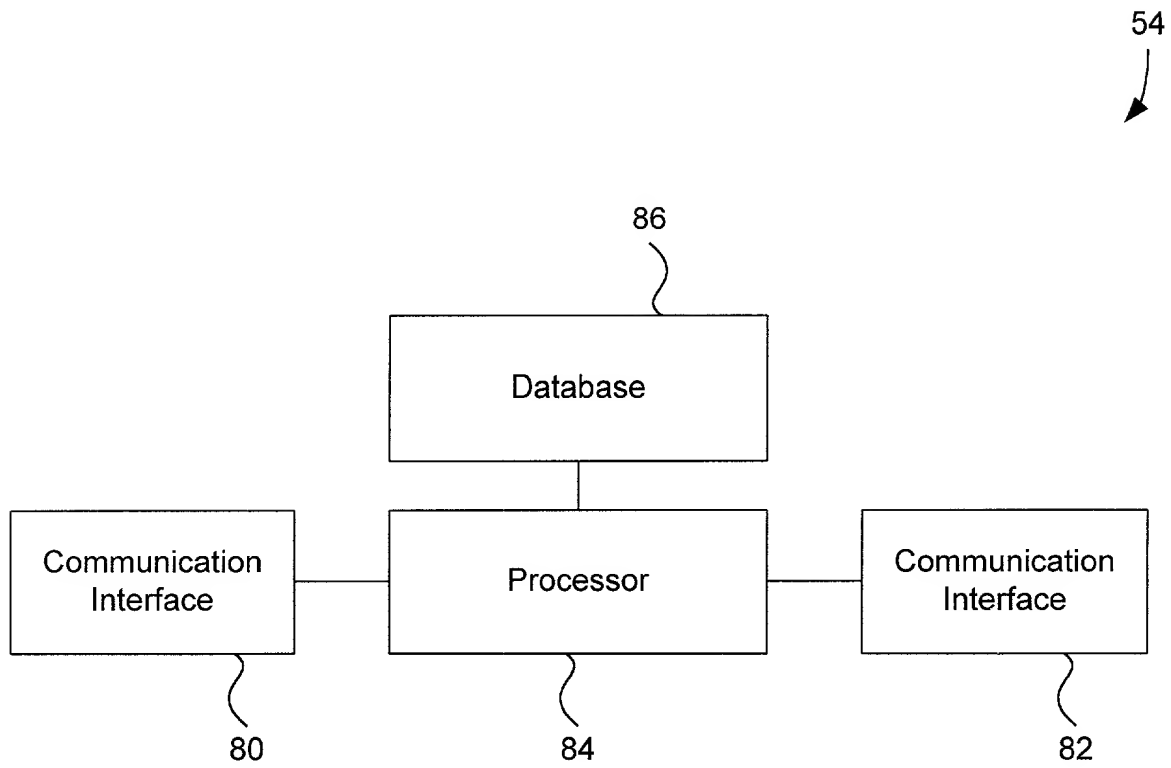 54
86
Database
Communication
Interface
Processor
Communication
Interface
80
84
82